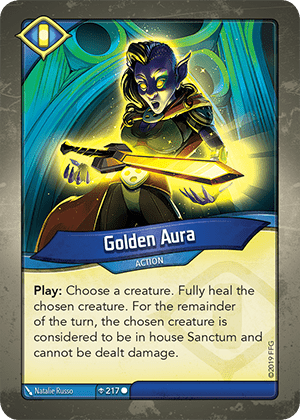 Golden Aura
ACTION
Play: Choose a creature. Fully heal the
chosen creature. For the remainder
of the turn, the chosen creature is
considered to be in house Sanctum and
cannot be dealt damage.
©2019 FFG
Natalie Russo
217